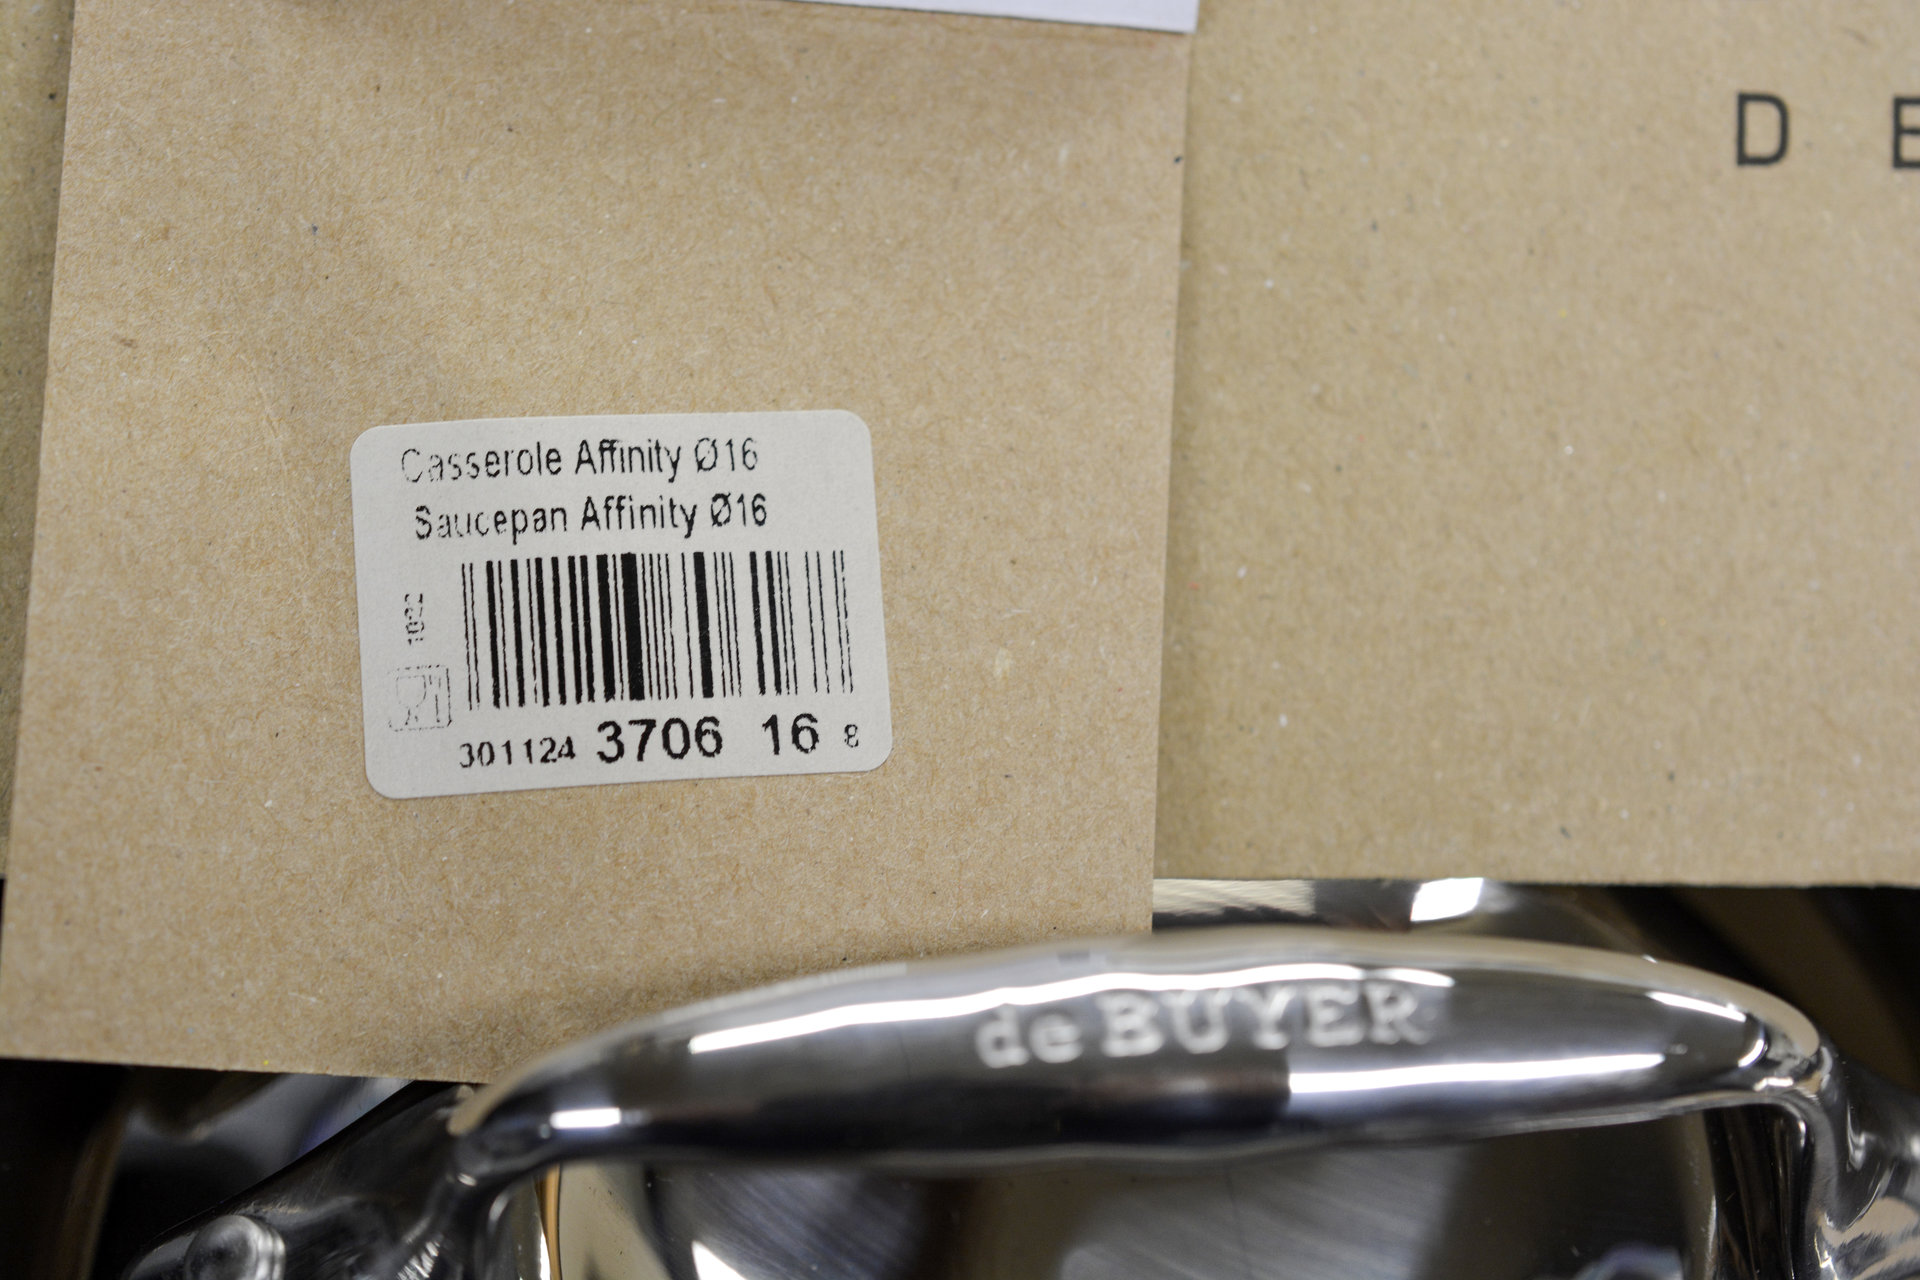 D E
Casserole Affinity Ø16
Saucepan Affinity Ø16
301124 3706 16 8
de BUYER